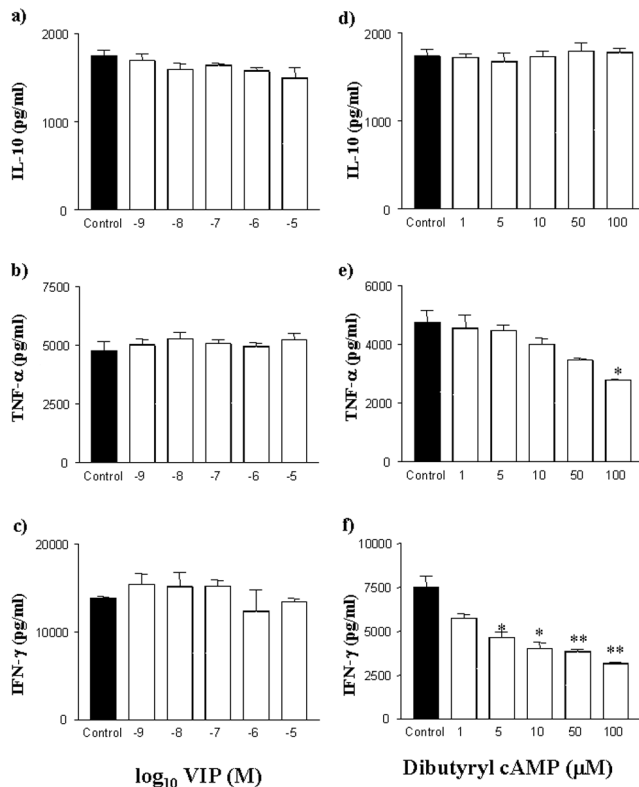 a)
IL-10 (pg/ml)
2000
1000
0
Control -9 -8 -7 -6 -5
b)
TNF-α (pg/ml)
7500
5000
2500
0
Control -9 -8 -7 -6 -5
c)
IFN-γ (pg/ml)
20000
10000
0
Control -9 -8 -7 -6 -5
log10 VIP (M)
d)
IL-10 (pg/ml)
2000
1000
0
Control 1 5 10 50 100
e)
TNF-α (pg/ml)
6000
4000
2000
0
*
Control 1 5 10 50 100
f)
IFN-γ (pg/ml)
10000
7500
5000
2500
0
* * ** **
Control 1 5 10 50 100
Dibutyryl cAMP (µM)